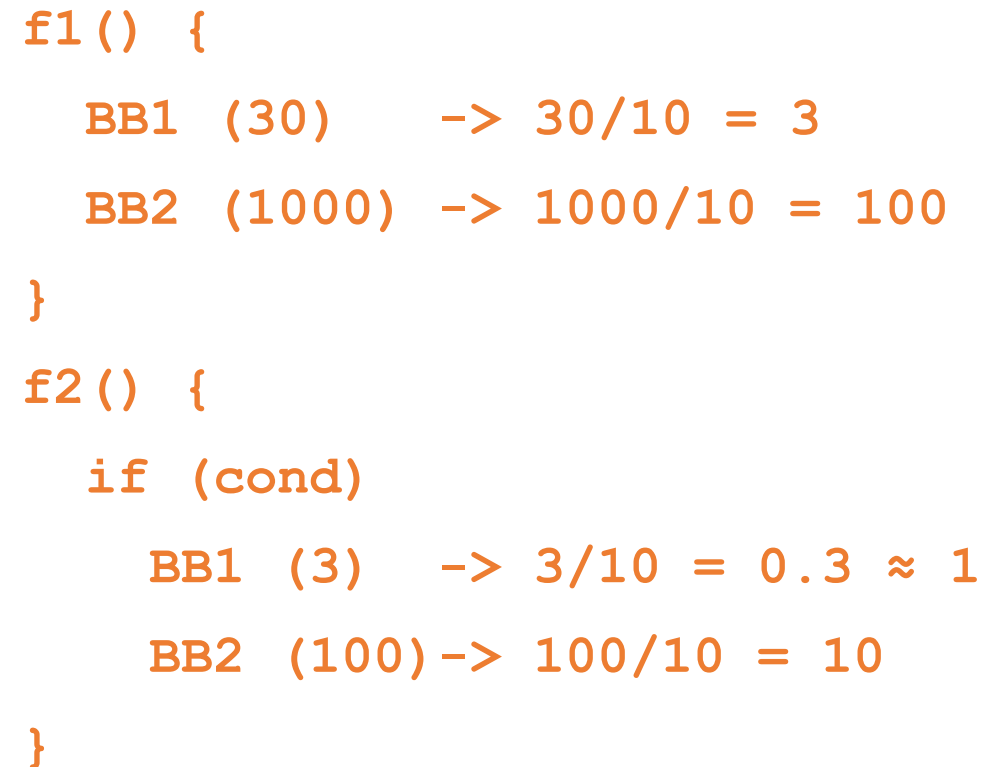 f1() {
BB1 (30) -> 30/10 = 3
BB2 (1000) -> 1000/10 = 100
}
f2() {
if (cond)
BB1 (3) -> 3/10 = 0.3 ≈ 1
BB2 (100)-> 100/10 = 10
}